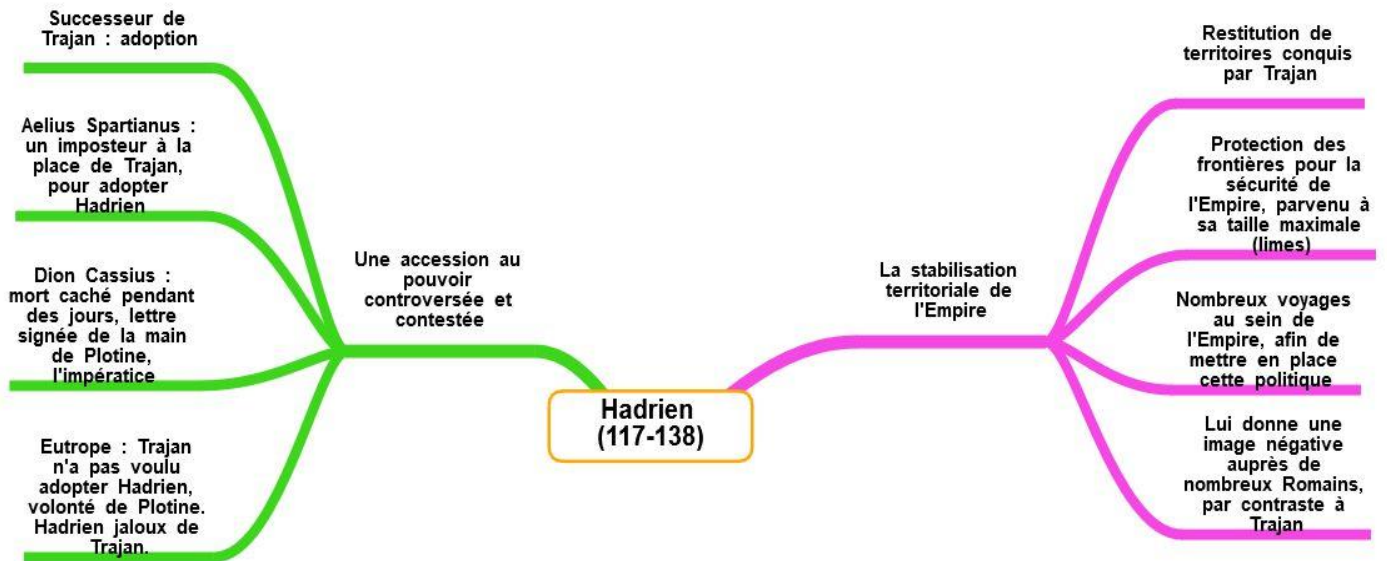 Successeur de
Trajan : adoption
Aelius Spartianus :
un imposteur à la
place de Trajan,
pour adopter
Hadrien
Dion Cassius :
mort caché pendant
des jours, lettre
signée de la main
de Plotine,
l'impératice
Eutrope : Trajan
n'a pas voulu
adopter Hadrien,
volonté de Plotine.
Hadrien jaloux de
Trajan.
Une accession au
pouvoir
controversée et
contestée
Hadrien
(117-138)
La stabilisation
territoriale de
l'Empire
Restitution de
territoires conquis
par Trajan
Protection des
frontières pour la
sécurité de
l'Empire, parvenu à
sa taille maximale
(limes)
Nombreux voyages
au sein de
l'Empire, afin de
mettre en place
cette politique
Lui donne une
image négative
auprès de
nombreux Romains,
par contraste à
Trajan